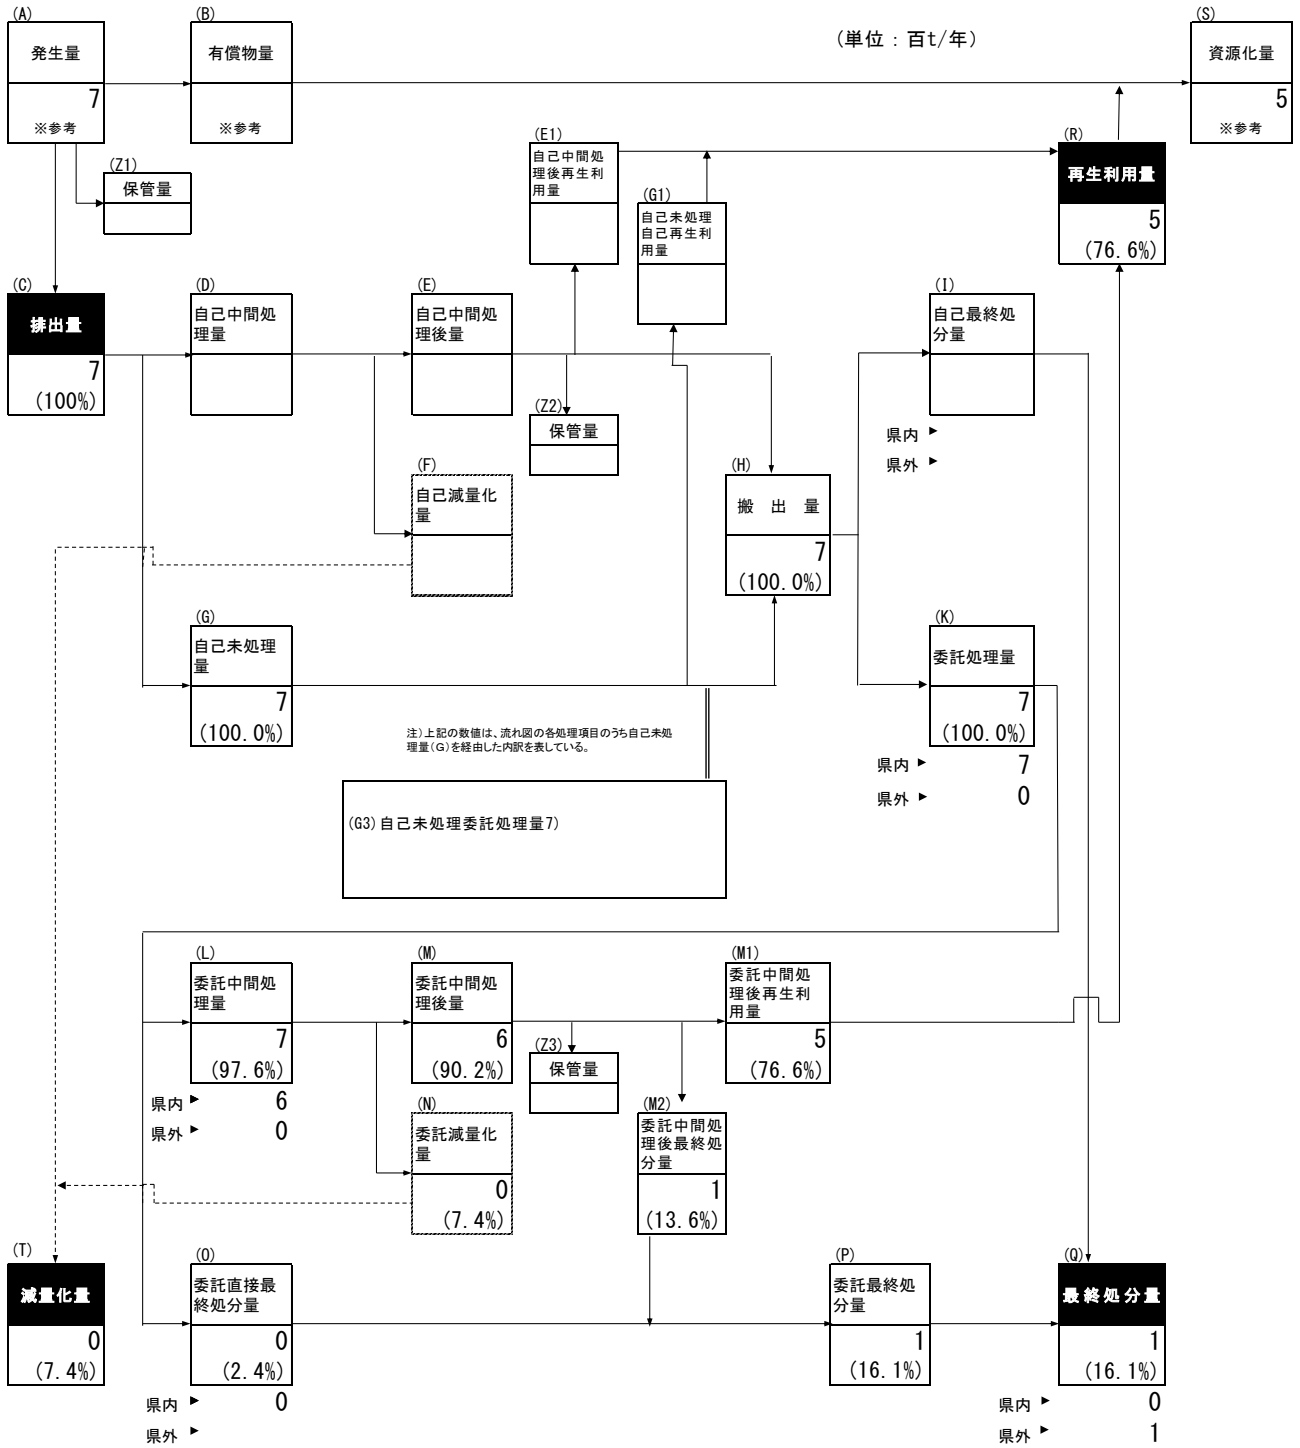 (単位：百t/年)
(A)
発生量
7
※参考
(B)
有償物量
※参考
(S)
資源化量
5
※参考
(Z1)
保管量
(E1)
自己中間処
理後再生利
用量
(G1)
自己未処理
自己再生利
用量
(R)
再生利用量
5
(76.6%)
(C)
排出量
7
(100%)
(D)
自己中間処
理量
(E)
自己中間処
理後量
(Z2)
保管量
(I)
自己最終処
分量
県内
県外
(F)
自己減量化
量
(H)
搬 出 量
7
(100.0%)
(G)
自己未処理
量
7
(100.0%)
(K)
委託処理量
7
(100.0%)
県内 7
県外 0
注)上記の数値は、流れ図の各処理項目のうち自己未処
理量(G)を経由した内訳を表している。
(G3)自己未処理委託処理量7)
(L)
委託中間処
理量
7
(97.6%)
県内 6
県外 0
(M)
委託中間処
理後量
6
(90.2%)
(Z3)
保管量
(M1)
委託中間処
理後再生利
用量
5
(76.6%)
(N)
委託減量化
量
0
(7.4%)
(M2)
委託中間処
理後最終処
分量
1
(13.6%)
(T)
減量化量
0
(7.4%)
(O)
委託直接最
終処分量
0
(2.4%)
県内 0
県外
(P)
委託最終処
分量
1
(16.1%)
(Q)
最終処分量
1
(16.1%)
県内 0
県外 1